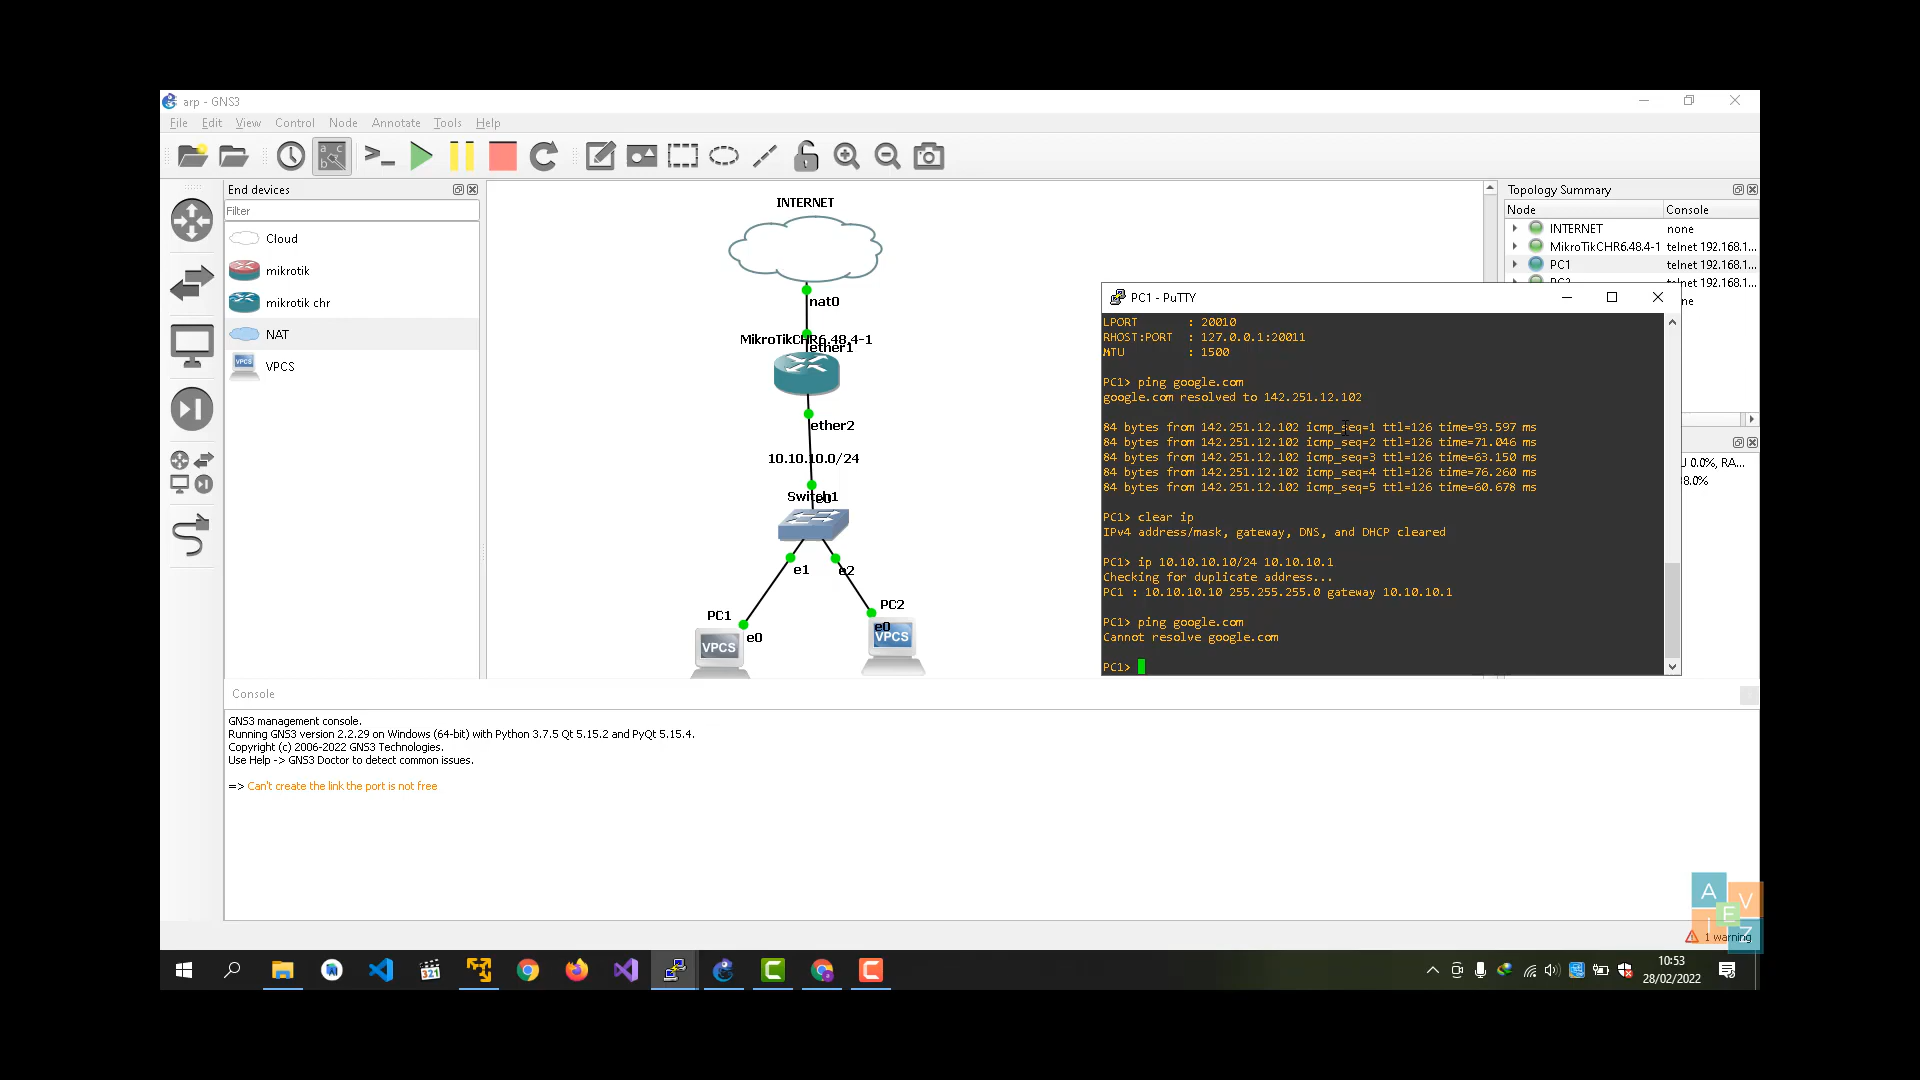 arp - GNS3
File Edit View Control Node Annotate Tools Help
End devices
Filter
Cloud
mikrotik
mikrotik chr
NAT
VPCS
VPCS
INTERNET
nat0
MikroTikCHR6.48.4-1
ether1
ether2
10.10.10.0/24
Switch1
e0
e1
e2
PC1
e0
VPCS
PC2
e0
VPCS
Topology Summary
Node Console
INTERNET none
MikroTikCHR6.48.4-1 telnet 192.168.1...
PC1 telnet 192.168.1...
U 0.0%, RA...
8.0%
PC1 - PuTTY
LPORT : 20010
RHOST:PORT : 127.0.0.1:20011
MTU : 1500
PC1> ping google.com
google.com resolved to 142.251.12.102
84 bytes from 142.251.12.102 icmp_seq=1 ttl=126 time=93.597 ms
84 bytes from 142.251.12.102 icmp_seq=2 ttl=126 time=71.046 ms
84 bytes from 142.251.12.102 icmp_seq=3 ttl=126 time=63.150 ms
84 bytes from 142.251.12.102 icmp_seq=4 ttl=126 time=76.260 ms
84 bytes from 142.251.12.102 icmp_seq=5 ttl=126 time=60.678 ms
PC1> clear ip
IPv4 address/mask, gateway, DNS, and DHCP cleared
PC1> ip 10.10.10.10/24 10.10.10.1
Checking for duplicate address...
PC1 : 10.10.10.10 255.255.255.0 gateway 10.10.10.1
PC1> ping google.com
Cannot resolve google.com
PC1>
Console
GNS3 management console.
Running GNS3 version 2.2.29 on Windows (64-bit) with Python 3.7.5 Qt 5.15.2 and PyQt 5.15.4.
Copyright (c) 2006-2022 GNS3 Technologies.
Use Help -> GNS3 Doctor to detect common issues.
=> Can't create the link the port is not free
A V I E Z
1 warning
321
10:53
28/02/2022